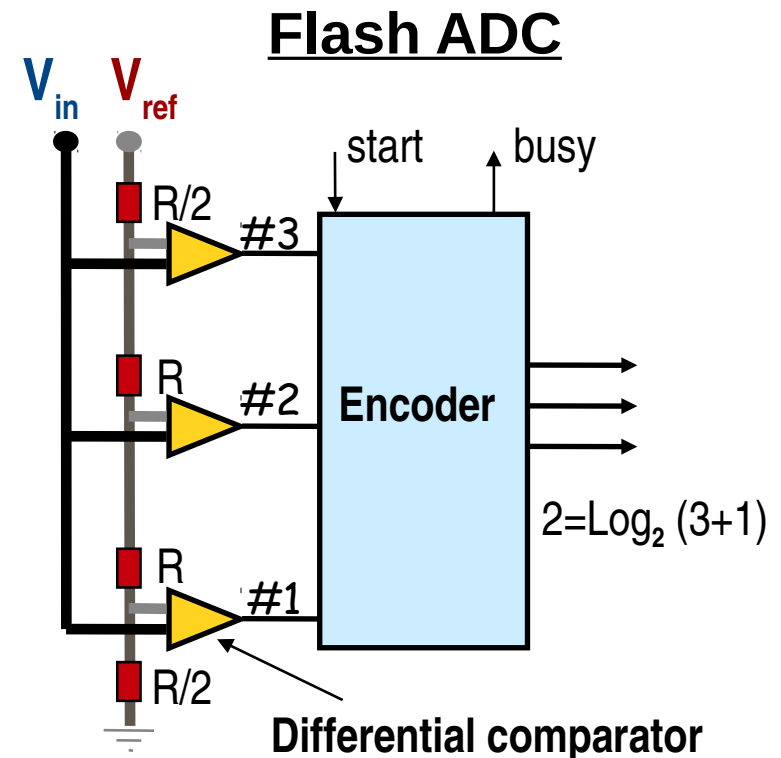 Flash ADC
Vin Vref
start busy
R/2
#3
R
#2
Encoder
2=Log2 (3+1)
R
#1
R/2
Differential comparator